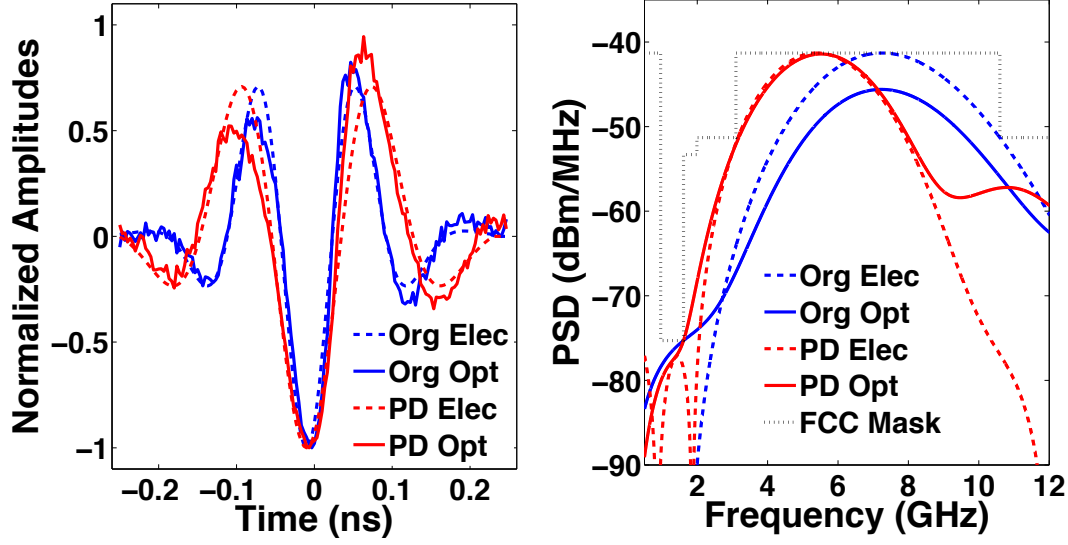 Normalized Amplitudes
1
0.5
0
−0.5
−1
−0.2
−0.1
0
0.1
0.2
Time (ns)
Org Elec
Org Opt
PD Elec
PD Opt
PSD (dBm/MHz)
−40
−50
−60
−70
−80
−90
2
4
6
8
10
12
Frequency (GHz)
Org Elec
Org Opt
PD Elec
PD Opt
FCC Mask